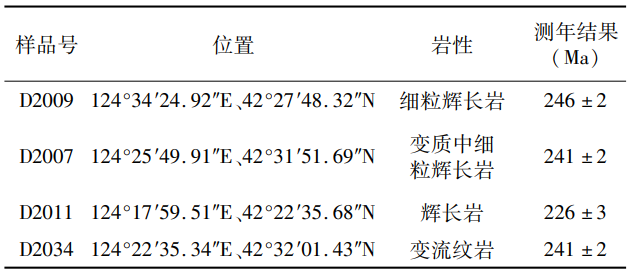 样品号 位置 岩性 测年结果
(Ma)
D2009 124°34′24.92″E、42°27′48.32″N 细粒辉长岩 246±2
D2007 124°25′49.91″E、42°31′51.69″N 变质中细
粒辉长岩 241±2
D2011 124°17′59.51″E、42°22′35.68″N 辉长岩 226±3
D2034 124°22′35.34″E、42°32′01.43″N 变流纹岩 241±2